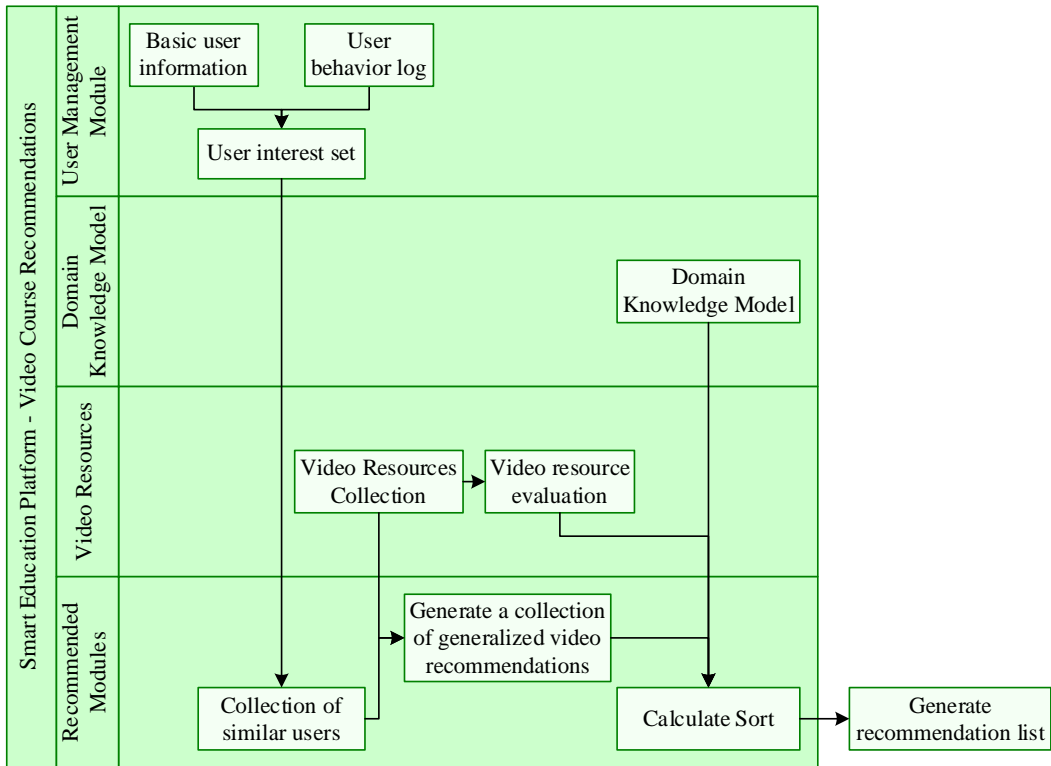 Smart Education Platform - Video Course Recommendations
User Management
Module
Basic user
information
User
behavior log
User interest set
Domain
Knowledge Model
Domain
Knowledge Model
Video Resources
Video Resources
Collection
Video resource
evaluation
Recommended
Modules
Generate a collection
of generalized video
recommendations
Collection of
similar users
Calculate Sort
Generate
recommendation list